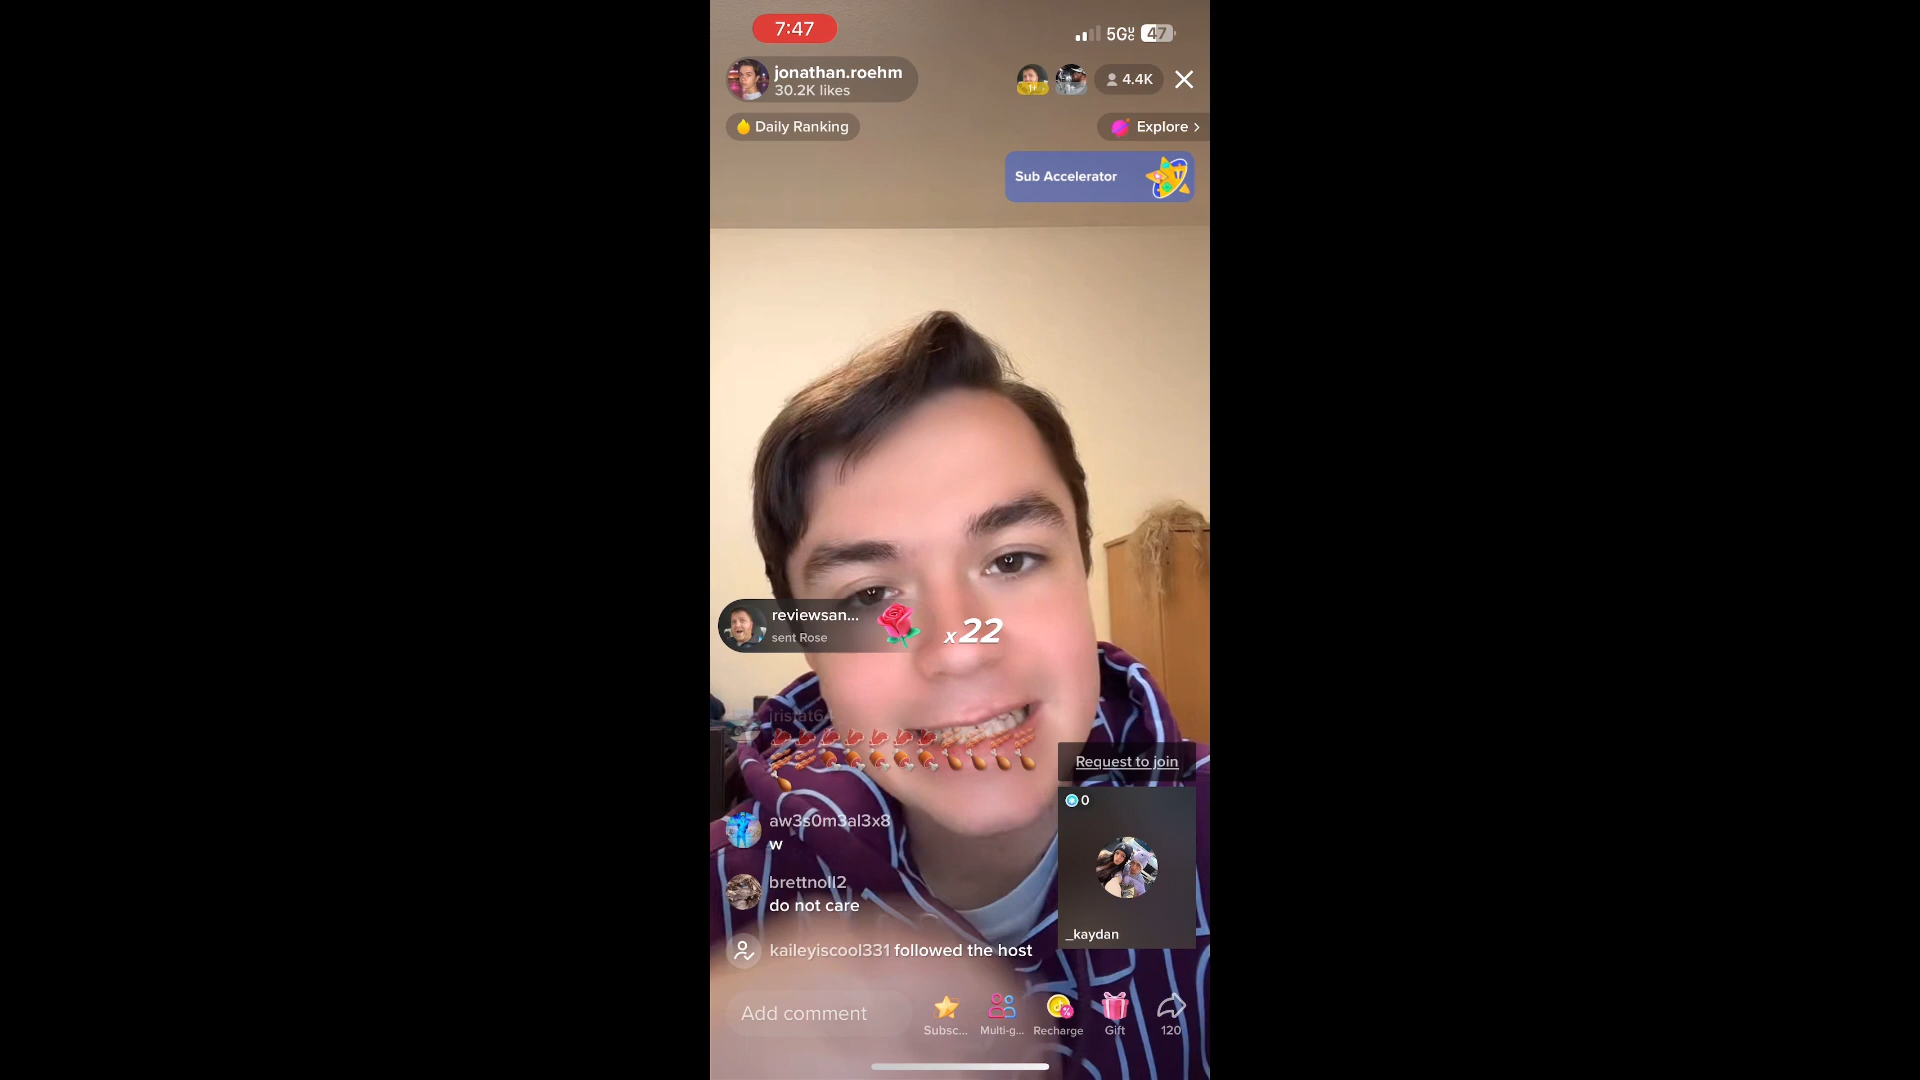 7:47
5GUC
47
jonathan.roehm
30.2K likes
4.4K
Daily Ranking
Explore >
Sub Accelerator
reviewsan...
sent Rose
x22
Request to join
0
aw3s0m3al3x8
w
brettnoll2
do not care
_kaydan
kaileyiscool331 followed the host
Add comment
Subsc...
Multi-g...
Recharge
Gift
120